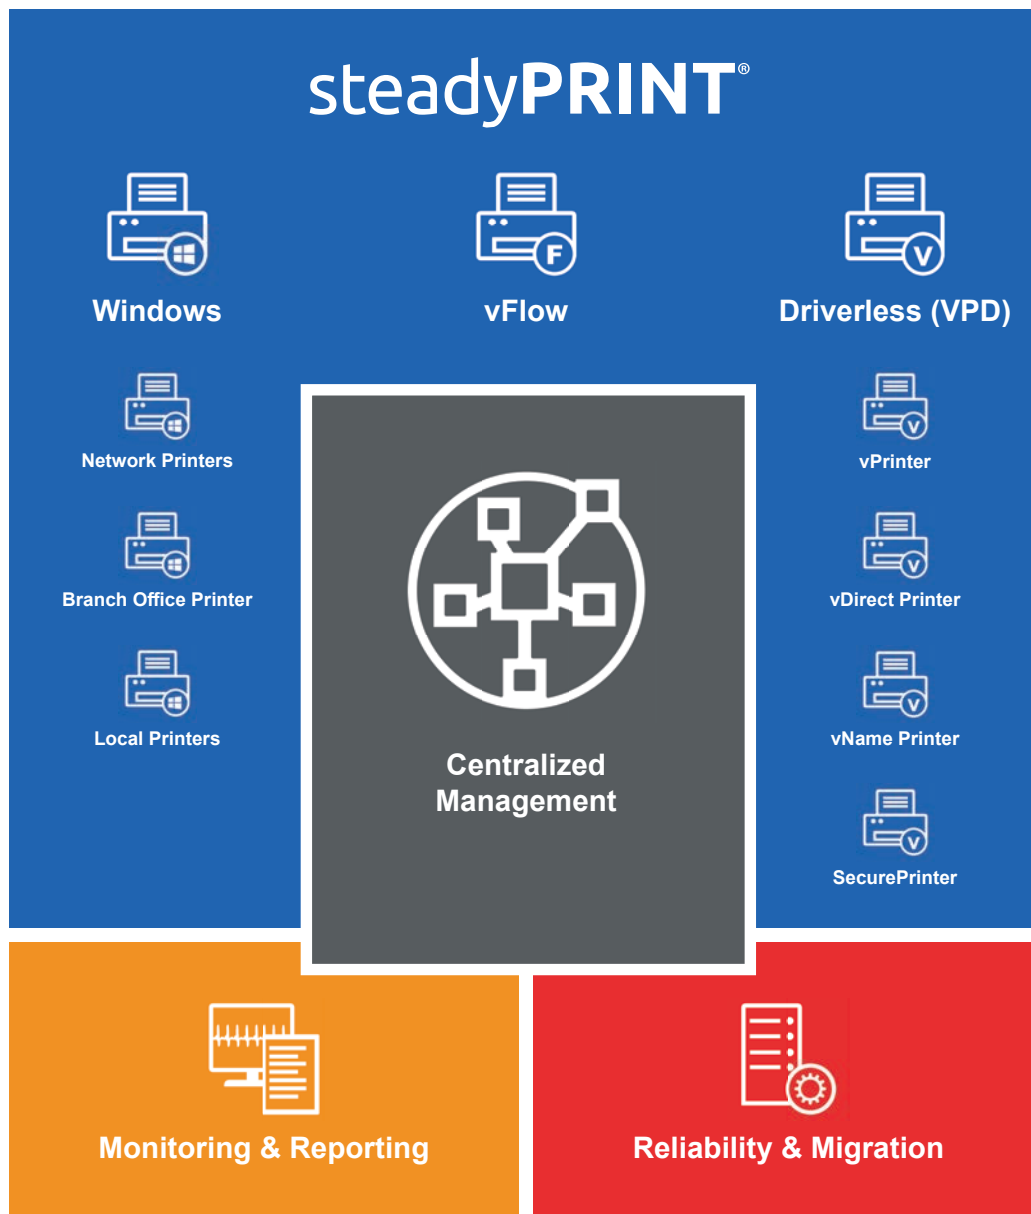 steadyPRINT®
Windows
vFlow
Driverless (VPD)
F
V
Network Printers
Branch Office Printer
Local Printers
Centralized
Management
V
vPrinter
V
vDirect Printer
V
vName Printer
V
SecurePrinter
Monitoring & Reporting
Reliability & Migration